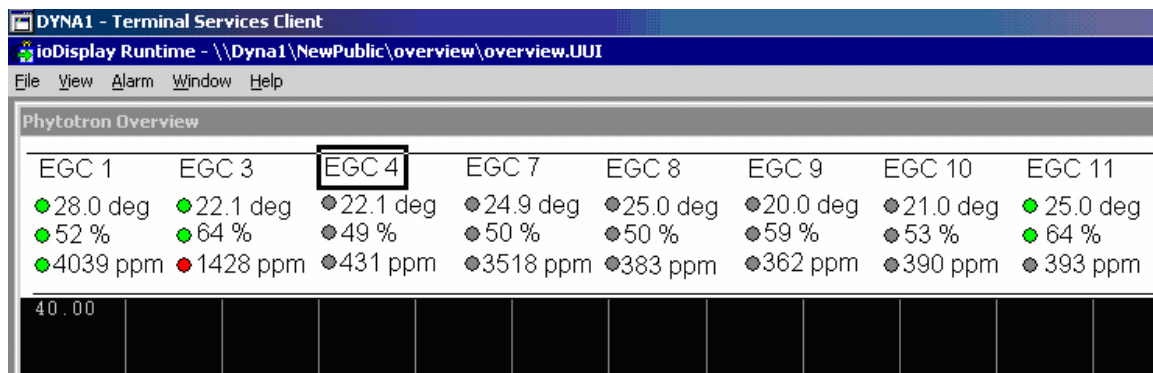 DYNA1 - Terminal Services Client
ioDisplay Runtime - \\Dyna1\NewPublic\overview\overview.UUI
File View Alarm Window Help
Phytotron Overview
EGC 1 EGC 3 EGC 4 EGC 7 EGC 8 EGC 9 EGC 10 EGC 11
28.0 deg 22.1 deg 22.1 deg 24.9 deg 25.0 deg 20.0 deg 21.0 deg 25.0 deg
52 % 64 % 49 % 50 % 50 % 59 % 53 % 64 %
4039 ppm 1428 ppm 431 ppm 3518 ppm 383 ppm 362 ppm 390 ppm 393 ppm
40.00